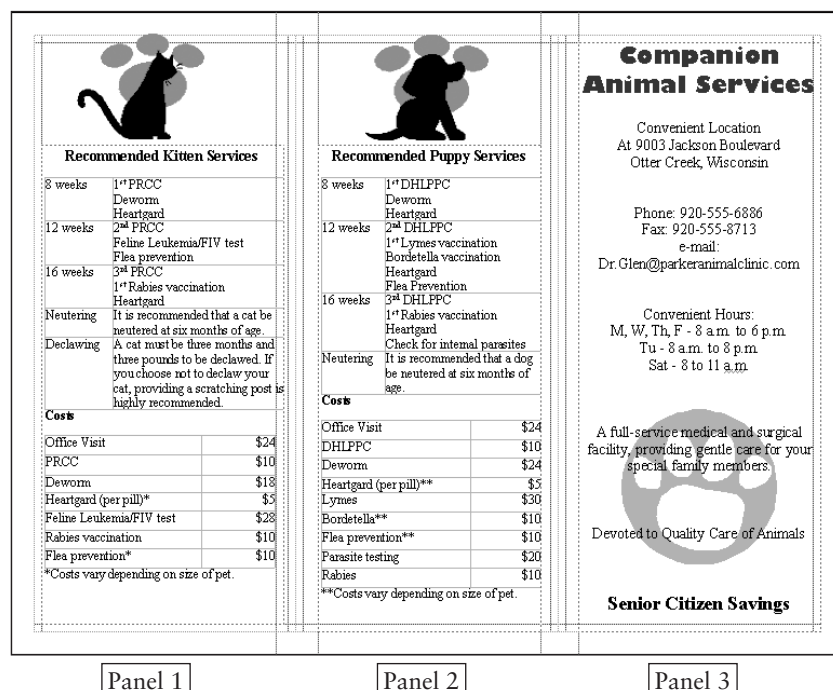 Recommended Kitten Services
8 weeks 1st PRCC
Deworm
Heartgard
12 weeks 2nd PRCC
Feline Leukemia/FIV test
Flea prevention
16 weeks 3rd PRCC
1st Rabies vaccination
Heartgard
Neutering It is recommended that a cat be
neutered at six months of age.
Declawing A cat must be three months and
three pounds to be declawed. If
you choose not to declaw your
cat, providing a scratching post is
highly recommended.
Costs
Office Visit $24
PRCC $10
Deworm $18
Heartgard (per pill)* $5
Feline Leukemia/FIV test $28
Rabies vaccination $10
Flea prevention* $10
*Costs vary depending on size of pet.
Panel 1
Recommended Puppy Services
8 weeks 1st DHLPPC
Deworm
Heartgard
12 weeks 2nd DHLPPC
1st Lymes vaccination
Bordetella vaccination
Heartgard
Flea Prevention
16 weeks 3rd DHLPPC
1st Rabies vaccination
Heartgard
Check for internal parasites
Neutering It is recommended that a dog
be neutered at six months of
age.
Costs
Office Visit $24
DHLPPC $10
Deworm $24
Heartgard (per pill)** $5
Lymes $30
Bordetella** $10
Flea prevention** $10
Parasite testing $20
Rabies $10
**Costs vary depending on size of pet.
Panel 2
Companion
Animal Services
Convenient Location
At 9003 Jackson Boulevard
Otter Creek, Wisconsin
Phone: 920-555-6886
Fax: 920-555-8713
e-mail:
Dr.Glen@parkeranimalclinic.com
Convenient Hours:
M, W, Th, F - 8 a.m. to 6 p.m.
Tu - 8 a.m. to 8 p.m.
Sat - 8 to 11 a.m.
A full-service medical and surgical
facility, providing gentle care for your
special family members.
Devoted to Quality Care of Animals
Senior Citizen Savings
Panel 3